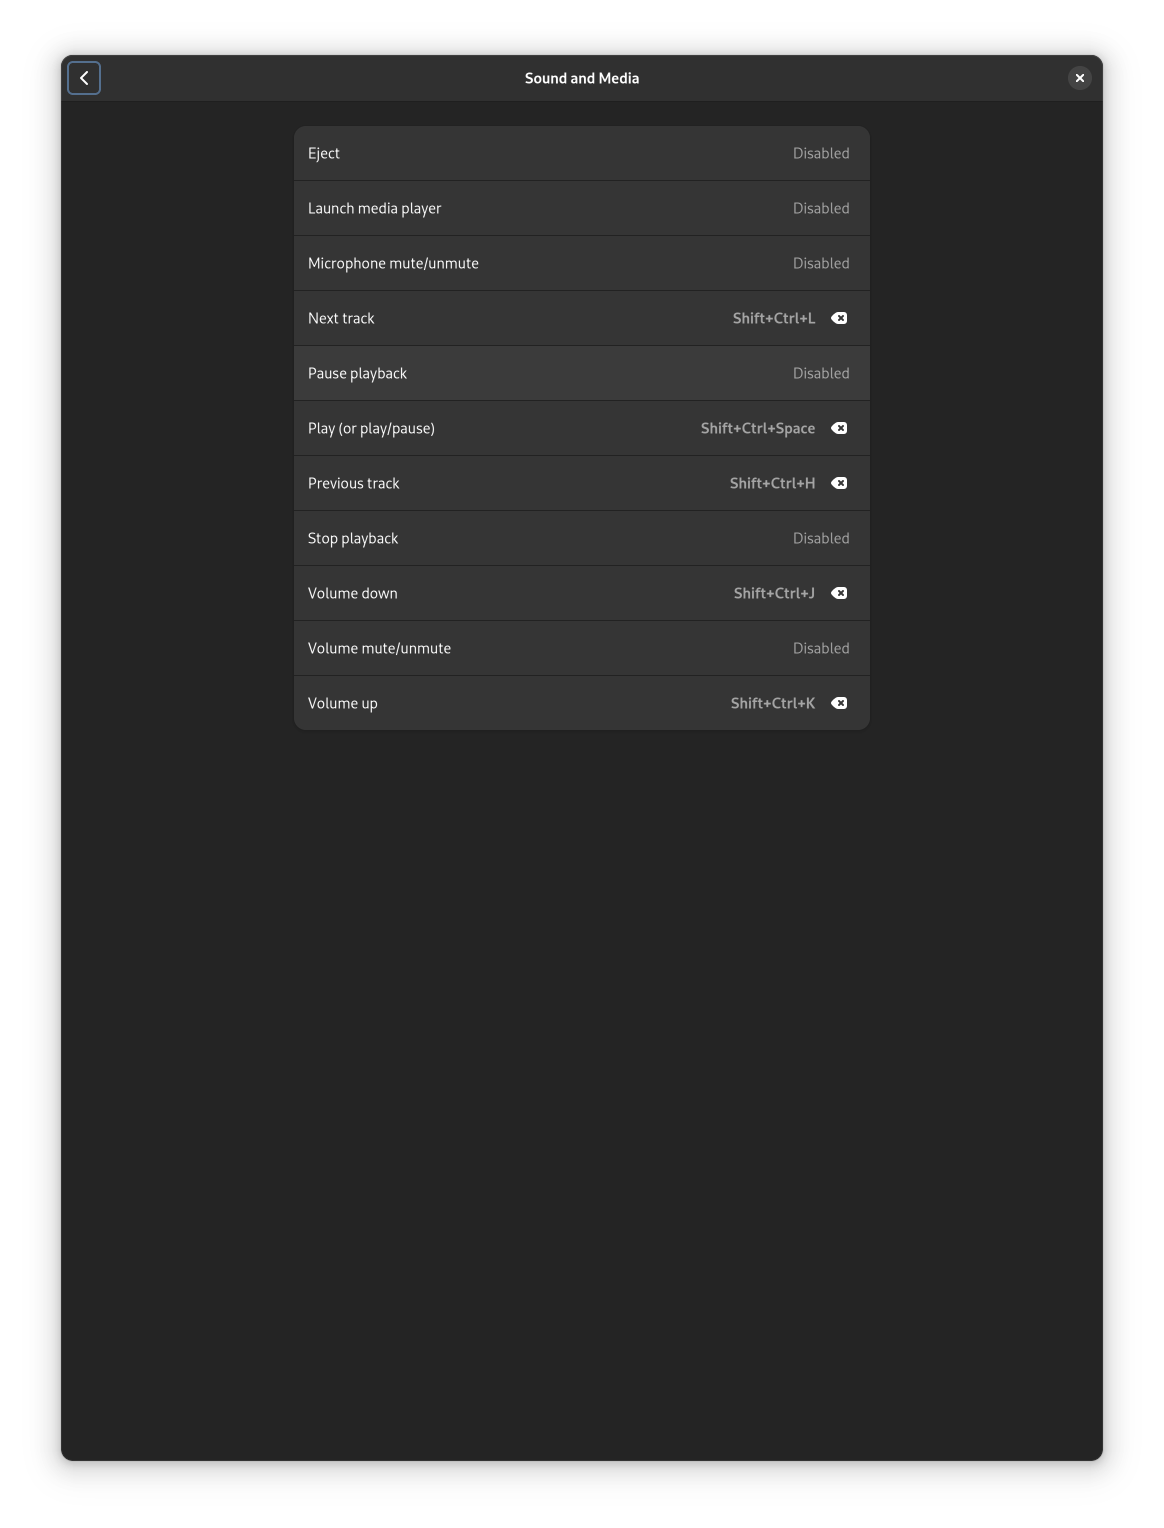 Sound and Media
Eject Disabled
Launch media player Disabled
Microphone mute/unmute Disabled
Next track Shift+Ctrl+L
Pause playback Disabled
Play (or play/pause) Shift+Ctrl+Space
Previous track Shift+Ctrl+H
Stop playback Disabled
Volume down Shift+Ctrl+J
Volume mute/unmute Disabled
Volume up Shift+Ctrl+K